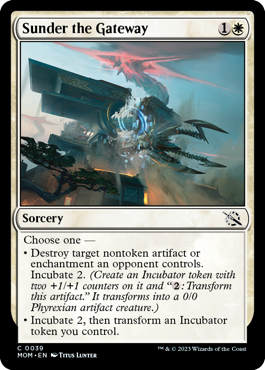 Sunder the Gateway 1
Sorcery
Choose one —
• Destroy target nontoken artifact or
enchantment an opponent controls.
Incubate 2. (Create an Incubator token with
two +1/+1 counters on it and “2: Transform
this artifact.” It transforms into a 0/0
Phyrexian artifact creature.)
• Incubate 2, then transform an Incubator
token you control.
C 0039
MOM • EN TITUS LUNTER
™ & © 2023 Wizards of the Coast